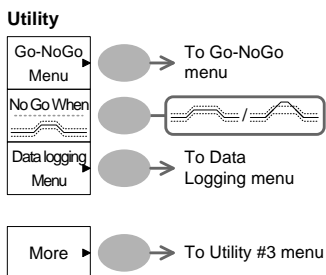 Utility
Go-NoGo
Menu
To Go-NoGo
menu
No Go When
/
Data logging
Menu
To Data
Logging menu
More
To Utility #3 menu